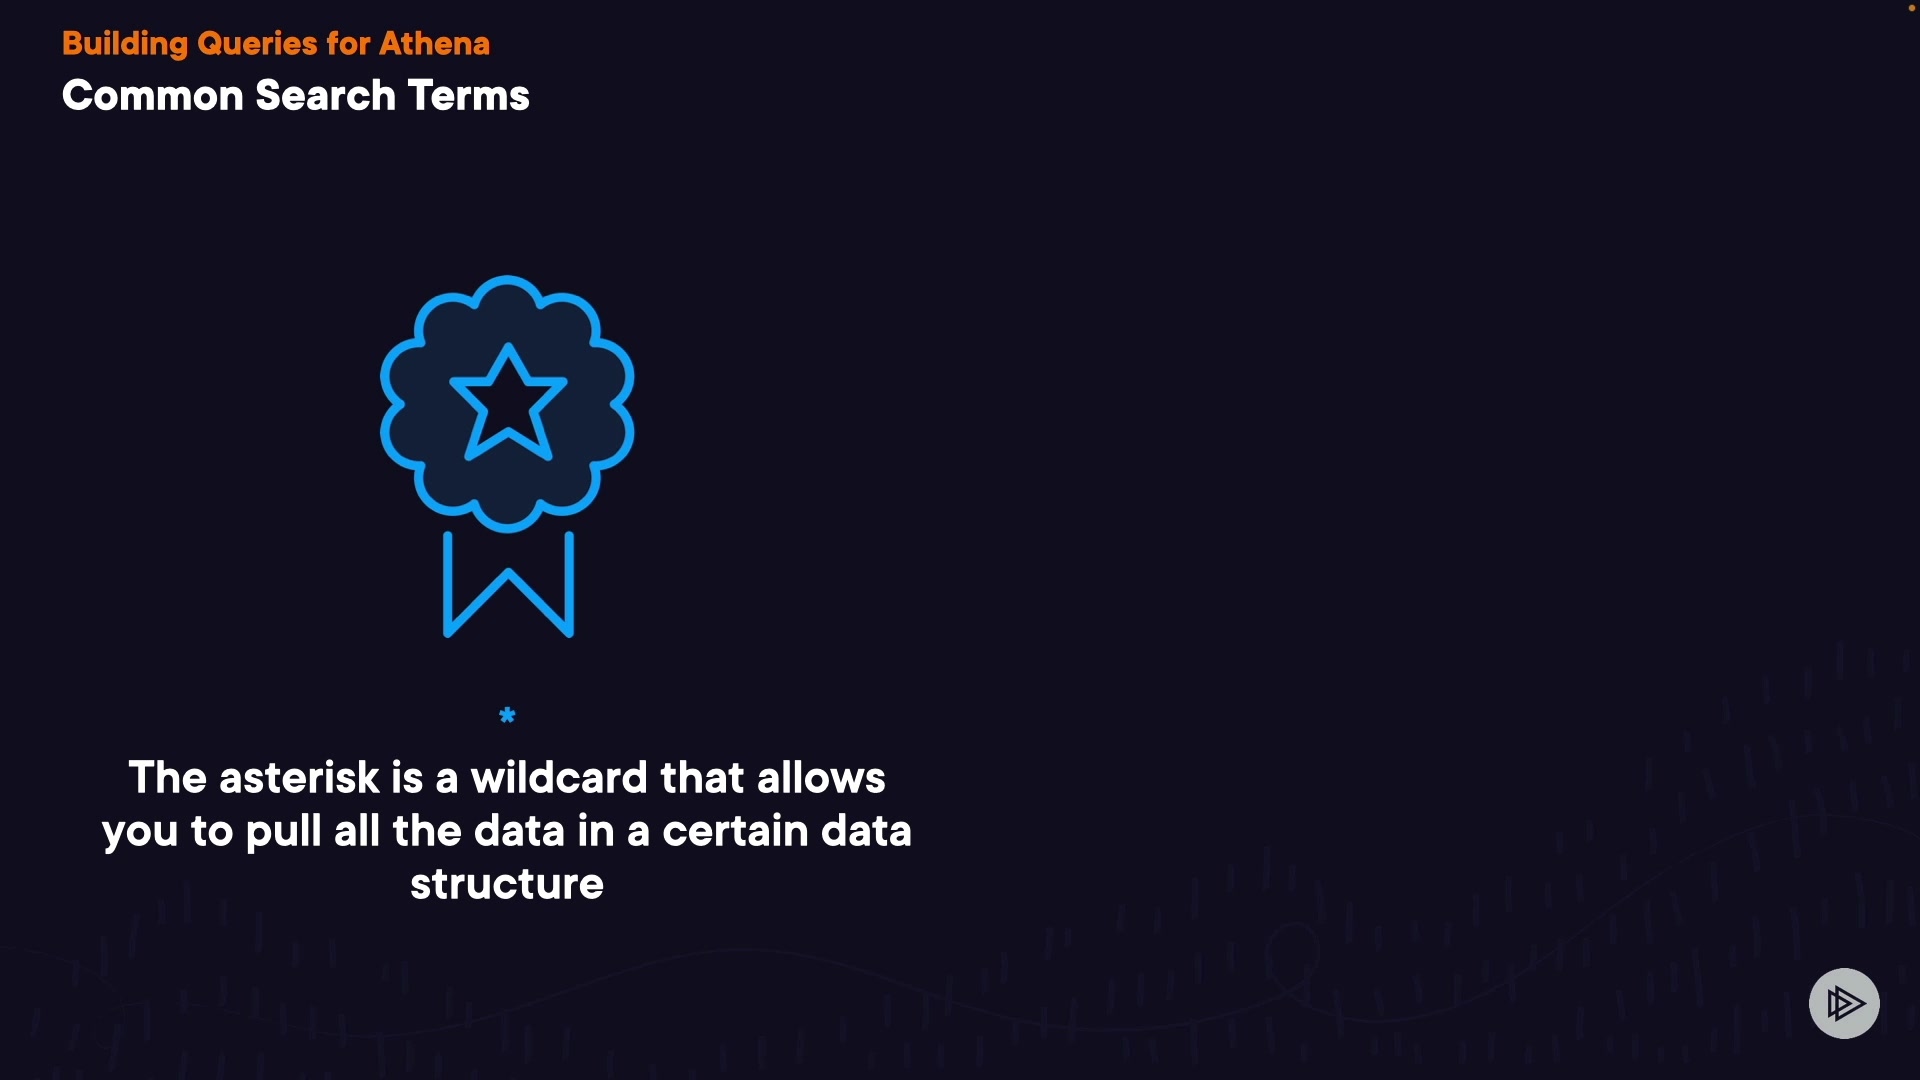 Building Queries for Athena
Common Search Terms
*
The asterisk is a wildcard that allows
you to pull all the data in a certain data
structure